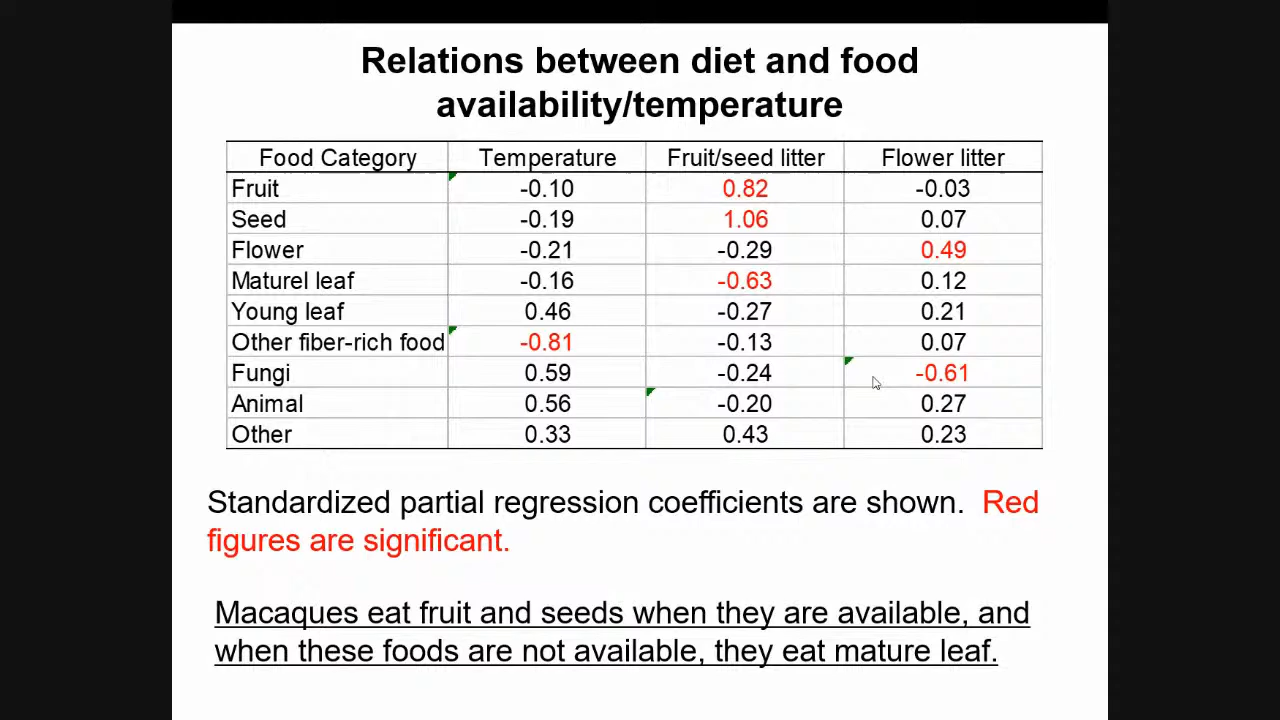 Relations between diet and food
availability/temperature
Food Category Temperature Fruit/seed litter Flower litter
Fruit -0.10 0.82 -0.03
Seed -0.19 1.06 0.07
Flower -0.21 -0.29 0.49
Maturel leaf -0.16 -0.63 0.12
Young leaf 0.46 -0.27 0.21
Other fiber-rich food -0.81 -0.13 0.07
Fungi 0.59 -0.24 -0.61
Animal 0.56 -0.20 0.27
Other 0.33 0.43 0.23
Standardized partial regression coefficients are shown. Red
figures are significant.
Macaques eat fruit and seeds when they are available, and
when these foods are not available, they eat mature leaf.